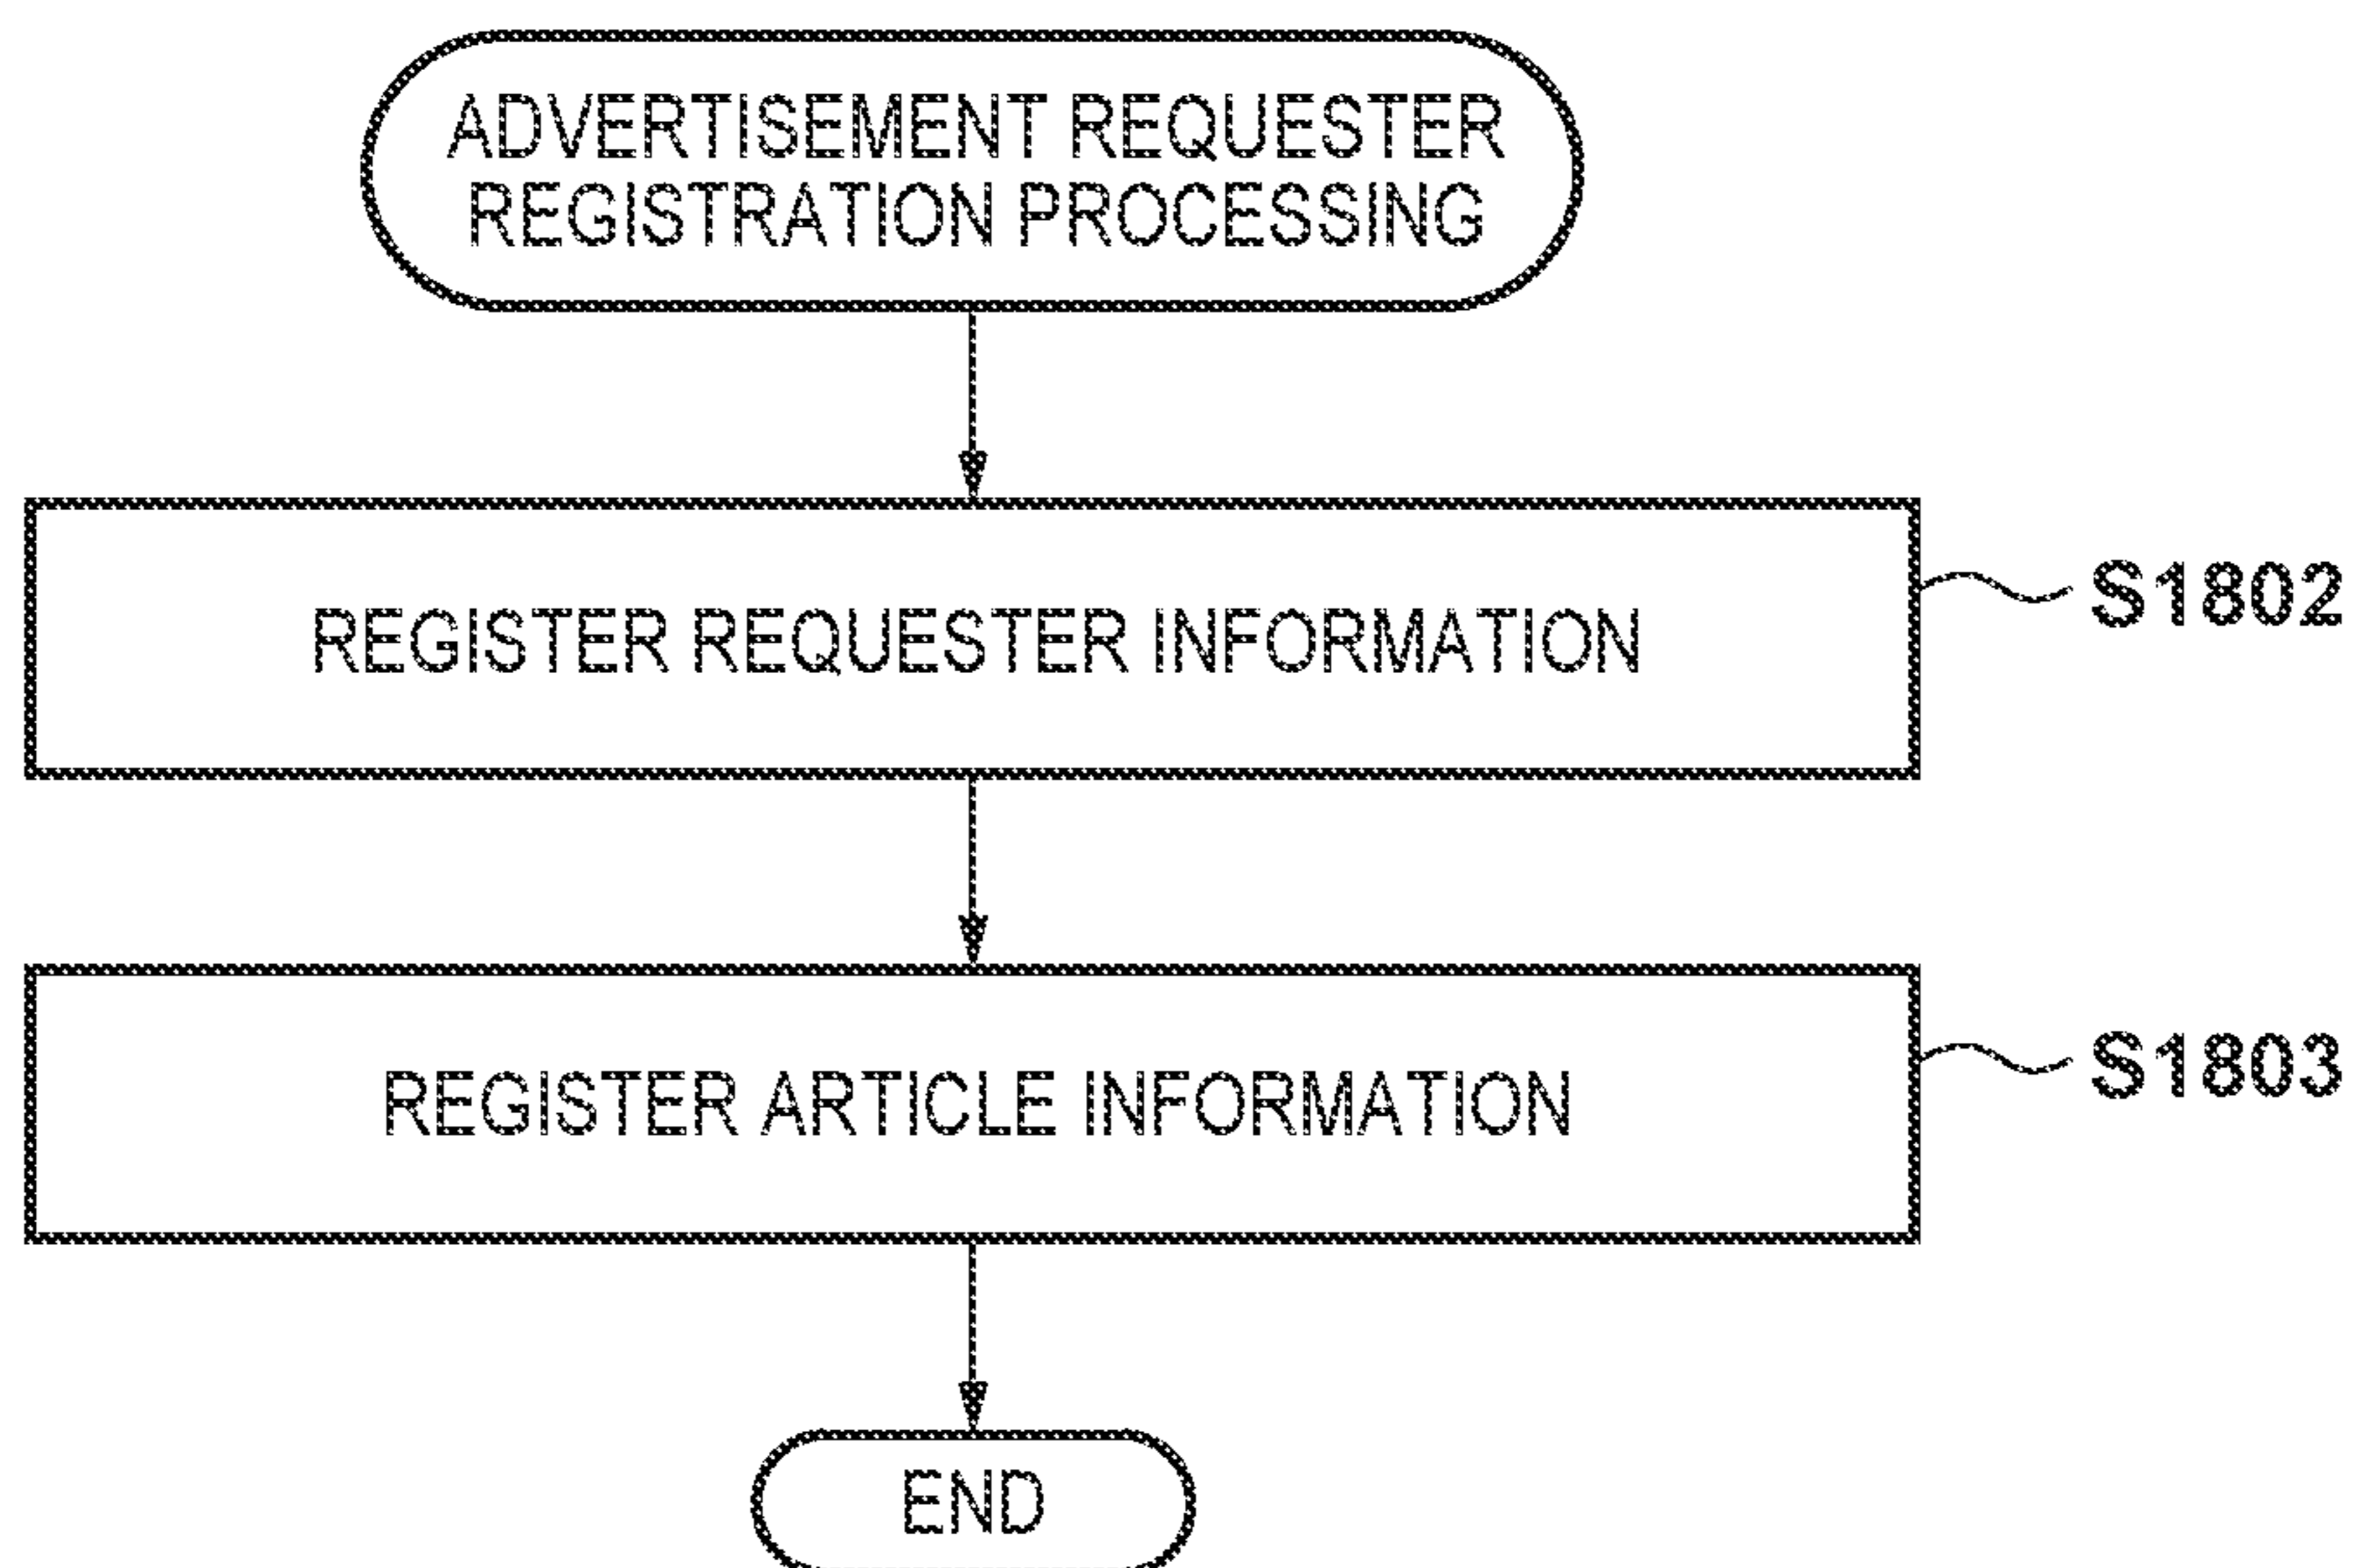 ADVERTISEMENT REQUESTER
REGISTRATION PROCESSING
REGISTER REQUESTER INFORMATION
S1802
REGISTER ARTICLE INFORMATION
S1803
END